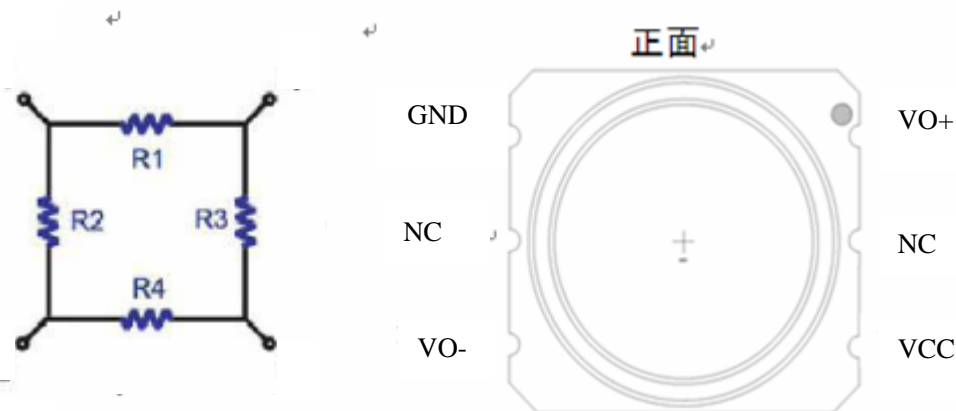 正面
GND
VO+
R1
R2
R3
NC
NC
R4
VO-
VCC